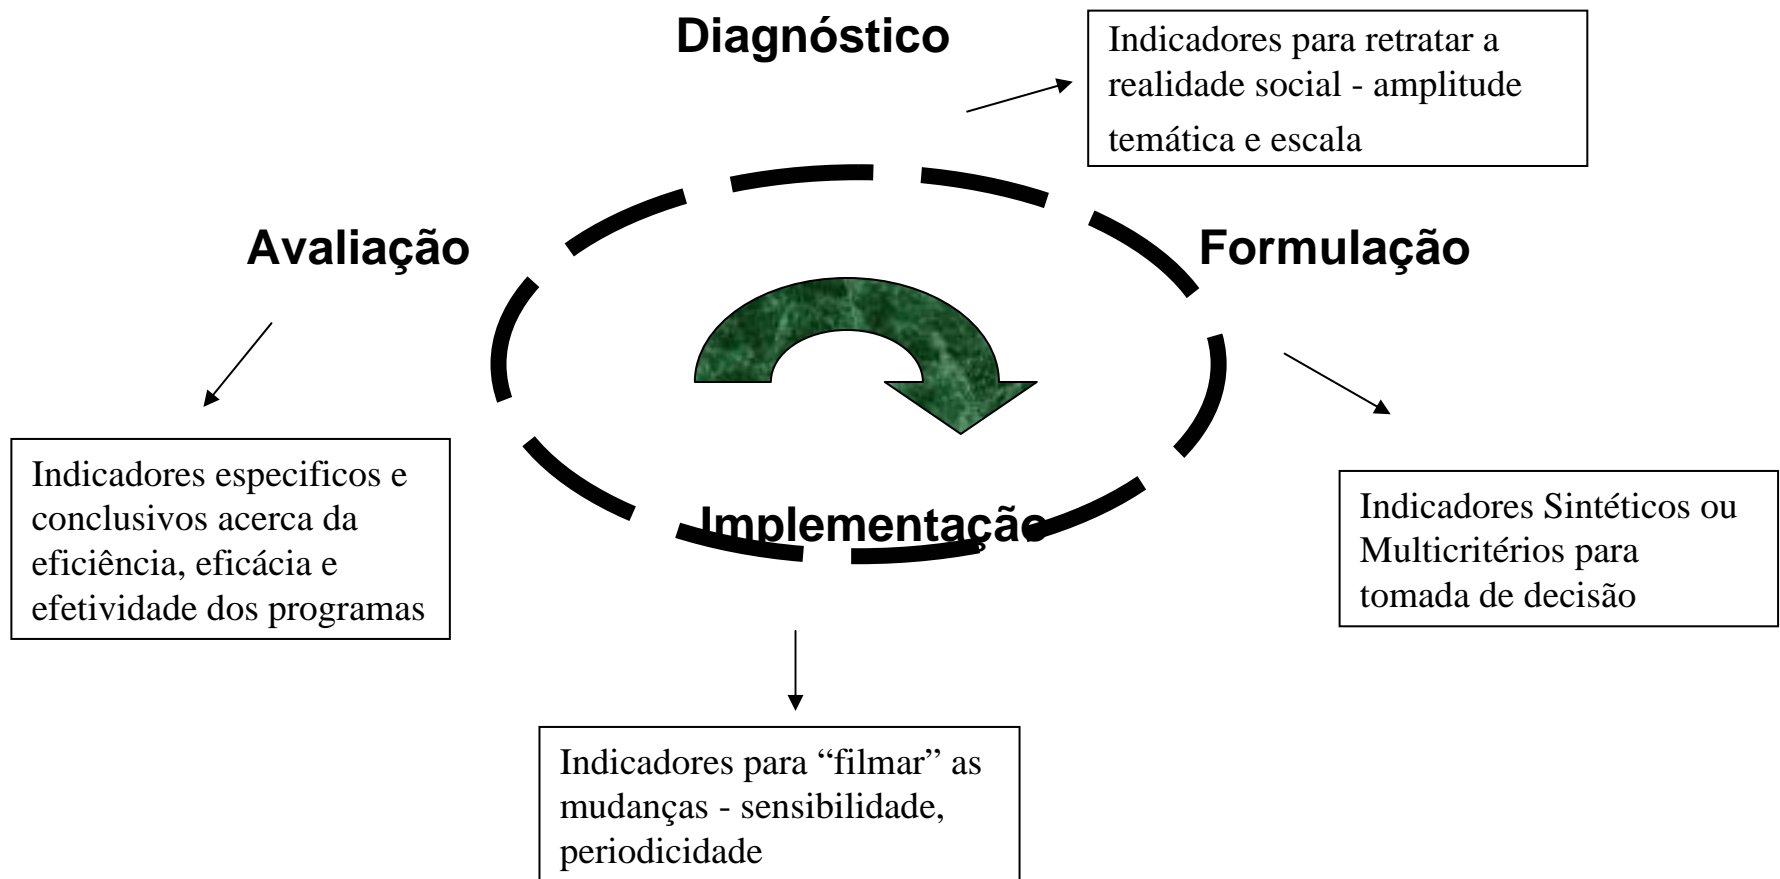 Diagnóstico
Indicadores para retratar a
realidade social - amplitude
temática e escala
Avaliação
Formulação
Indicadores especificos e
conclusivos acerca da
eficiência, eficácia e
efetividade dos programas
Implementação
Indicadores Sintéticos ou
Multicritérios para
tomada de decisão
Indicadores para “filmar” as
mudanças - sensibilidade,
periodicidade